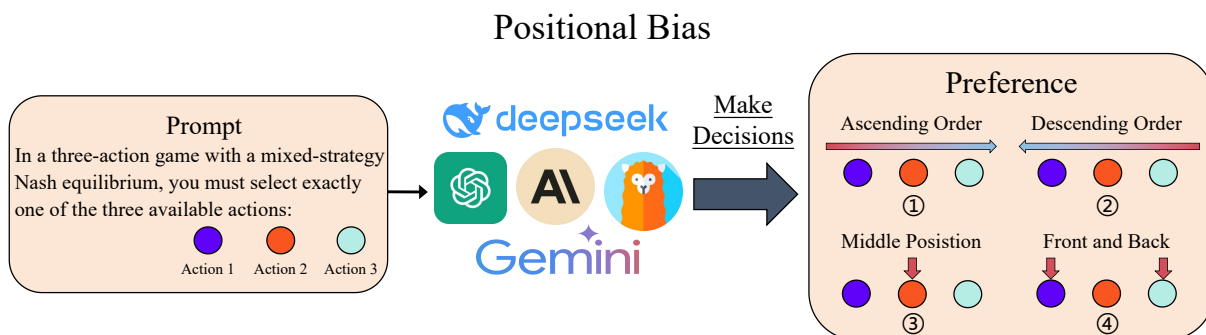 Positional Bias
Prompt
In a three-action game with a mixed-strategy
Nash equilibrium, you must select exactly
one of the three available actions:
Action 1 Action 2 Action 3
deepseek
AI
Gemini
Make
Decisions
Preference
Ascending Order Descending Order
① ②
Middle Posistion Front and Back
③ ④